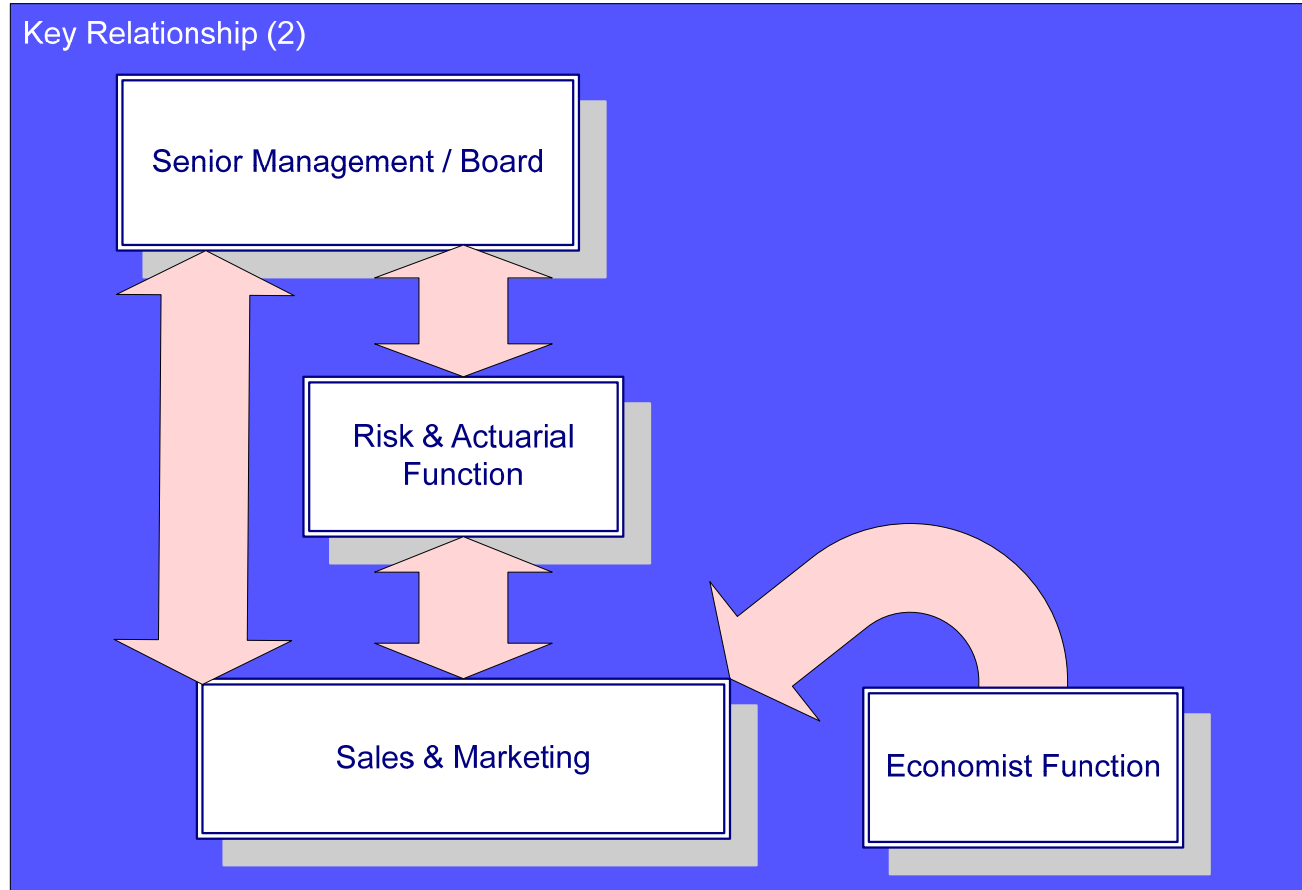 Key Relationship (2)
Senior Management / Board
Risk & Actuarial
Function
Sales & Marketing
Economist Function